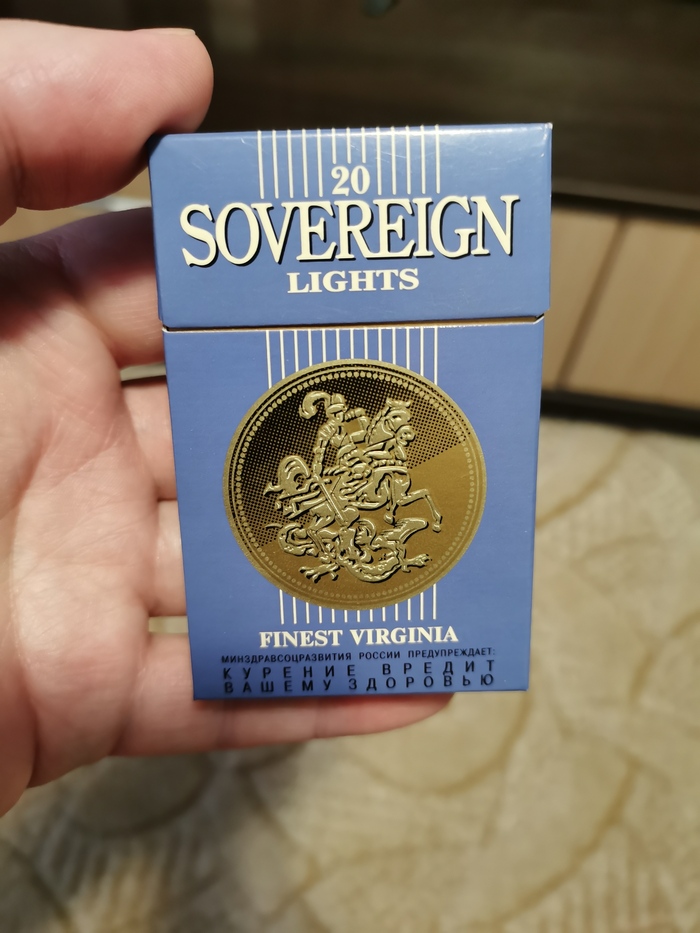 20
SOVEREIGN
LIGHTS
FINEST VIRGINIA
МИНЗДРАВСОЦРАЗВИТИЯ РОССИИ ПРЕДУПРЕЖДАЕТ:
КУРЕНИЕ ВРЕДИТ
ВАШЕМУ ЗДОРОВЬЮ